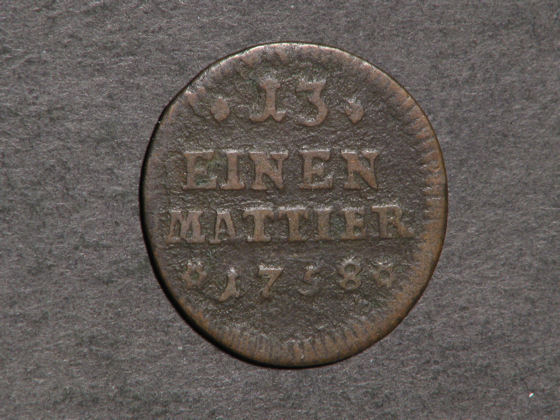 13
EINEN
MATTIER
1758